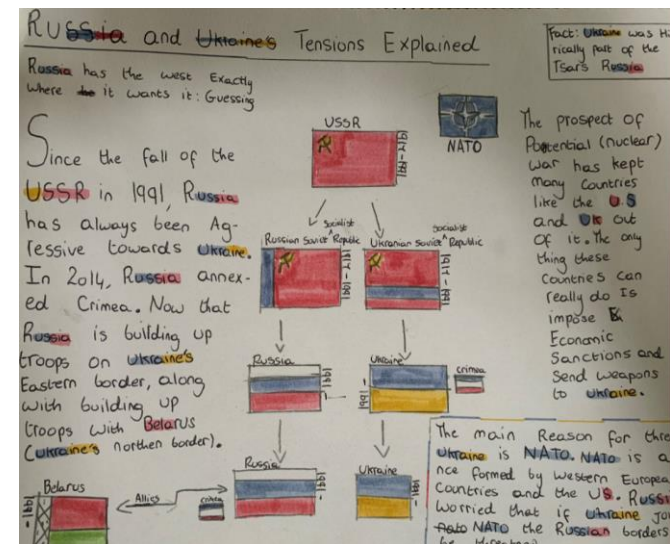 Russia and Ukraine's Tensions Explained
Fact: Ukraine was
rically part of the
Tsars Russia
Russia has the west Exactly
where it wants it: Guessing
Since the fall of the
USSR in 1991, Russia
has always been Ag-
ressive towards Ukraine.
In 2014, Russia annex-
ed Crimea. Now that
Russia is building up
troops on Ukraine's
Eastern border, along
with building up
troops with Belarus
(Ukraine's northen border).
USSR
1917-1991
NATO
Russian Soviet Socialist Republic
1917-1991
Ukranian Soviet Socialist Republic
1917-1991
Russia
1991-
Ukraine
1991-
Crimea
Russia
1991-
Crimea
Ukraine
1991-
Belarus
1991-
Allies
The prospect of
Potential (nuclear)
war has kept
many Countries
like the U.S
and UK out
of it. The only
thing these
Countries can
really do Is
impose
Economic
Sanctions and
Send weapons
to Ukraine.
The main Reason for
Ukraine is NATO. NATO is
formed by Western
Countries and the US.
worried that if Ukraine
NATO the Russian borders